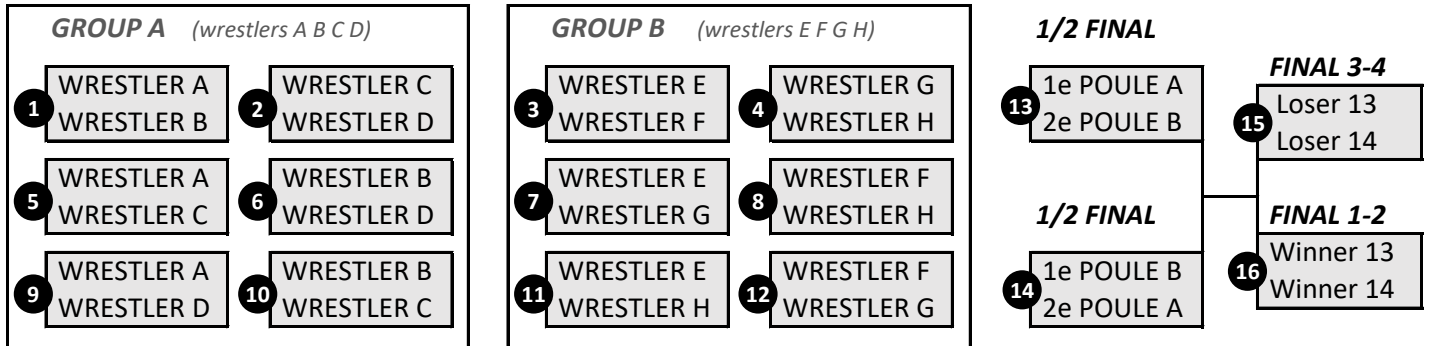 GROUP A (wrestlers A B C D)
1
WRESTLER A
WRESTLER B
2
WRESTLER C
WRESTLER D
5
WRESTLER A
WRESTLER C
6
WRESTLER B
WRESTLER D
9
WRESTLER A
WRESTLER D
10
WRESTLER B
WRESTLER C
GROUP B (wrestlers E F G H)
3
WRESTLER E
WRESTLER F
4
WRESTLER G
WRESTLER H
7
WRESTLER E
WRESTLER G
8
WRESTLER F
WRESTLER H
11
WRESTLER E
WRESTLER H
12
WRESTLER F
WRESTLER G
1/2 FINAL
13
1e POULE A
2e POULE B
1/2 FINAL
14
1e POULE B
2e POULE A
FINAL 3-4
15
Loser 13
Loser 14
FINAL 1-2
16
Winner 13
Winner 14